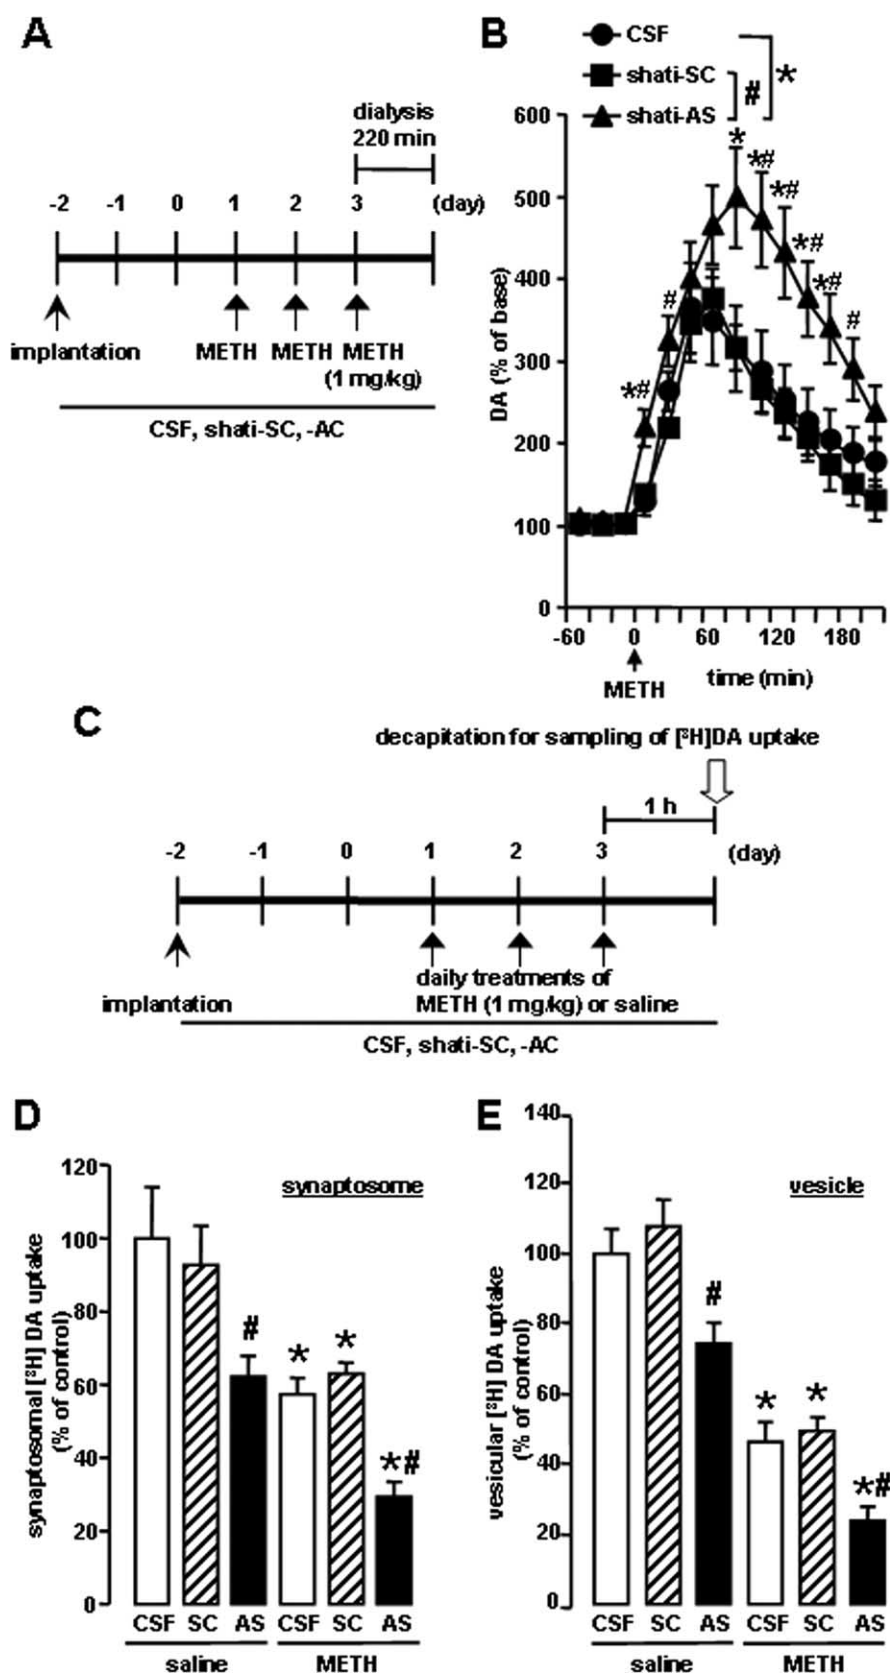 A
dialysis
220 min
-2 -1 0 1 2 3 (day)
implantation METH METH METH
(1 mg/kg)
CSF, shati-SC, -AC
B
CSF
shati-SC
shati-AS
# *
DA (% of base)
600
500
400
300
200
100
0
*# # * *# *# *# *# #
-60 0 60 120 180
METH
time (min)
C
decapitation for sampling of [³H]DA uptake
1 h
-2 -1 0 1 2 3 (day)
implantation
daily treatments of
METH (1 mg/kg) or saline
CSF, shati-SC, -AC
D
synaptosomal [³H] DA uptake
(% of control)
120
100
80
60
40
20
0
synaptosome
# * * *#
CSF SC AS CSF SC AS
saline METH
E
vesicular [³H] DA uptake
(% of control)
140
120
100
80
60
40
20
0
vesicle
# * * *#
CSF SC AS CSF SC AS
saline METH